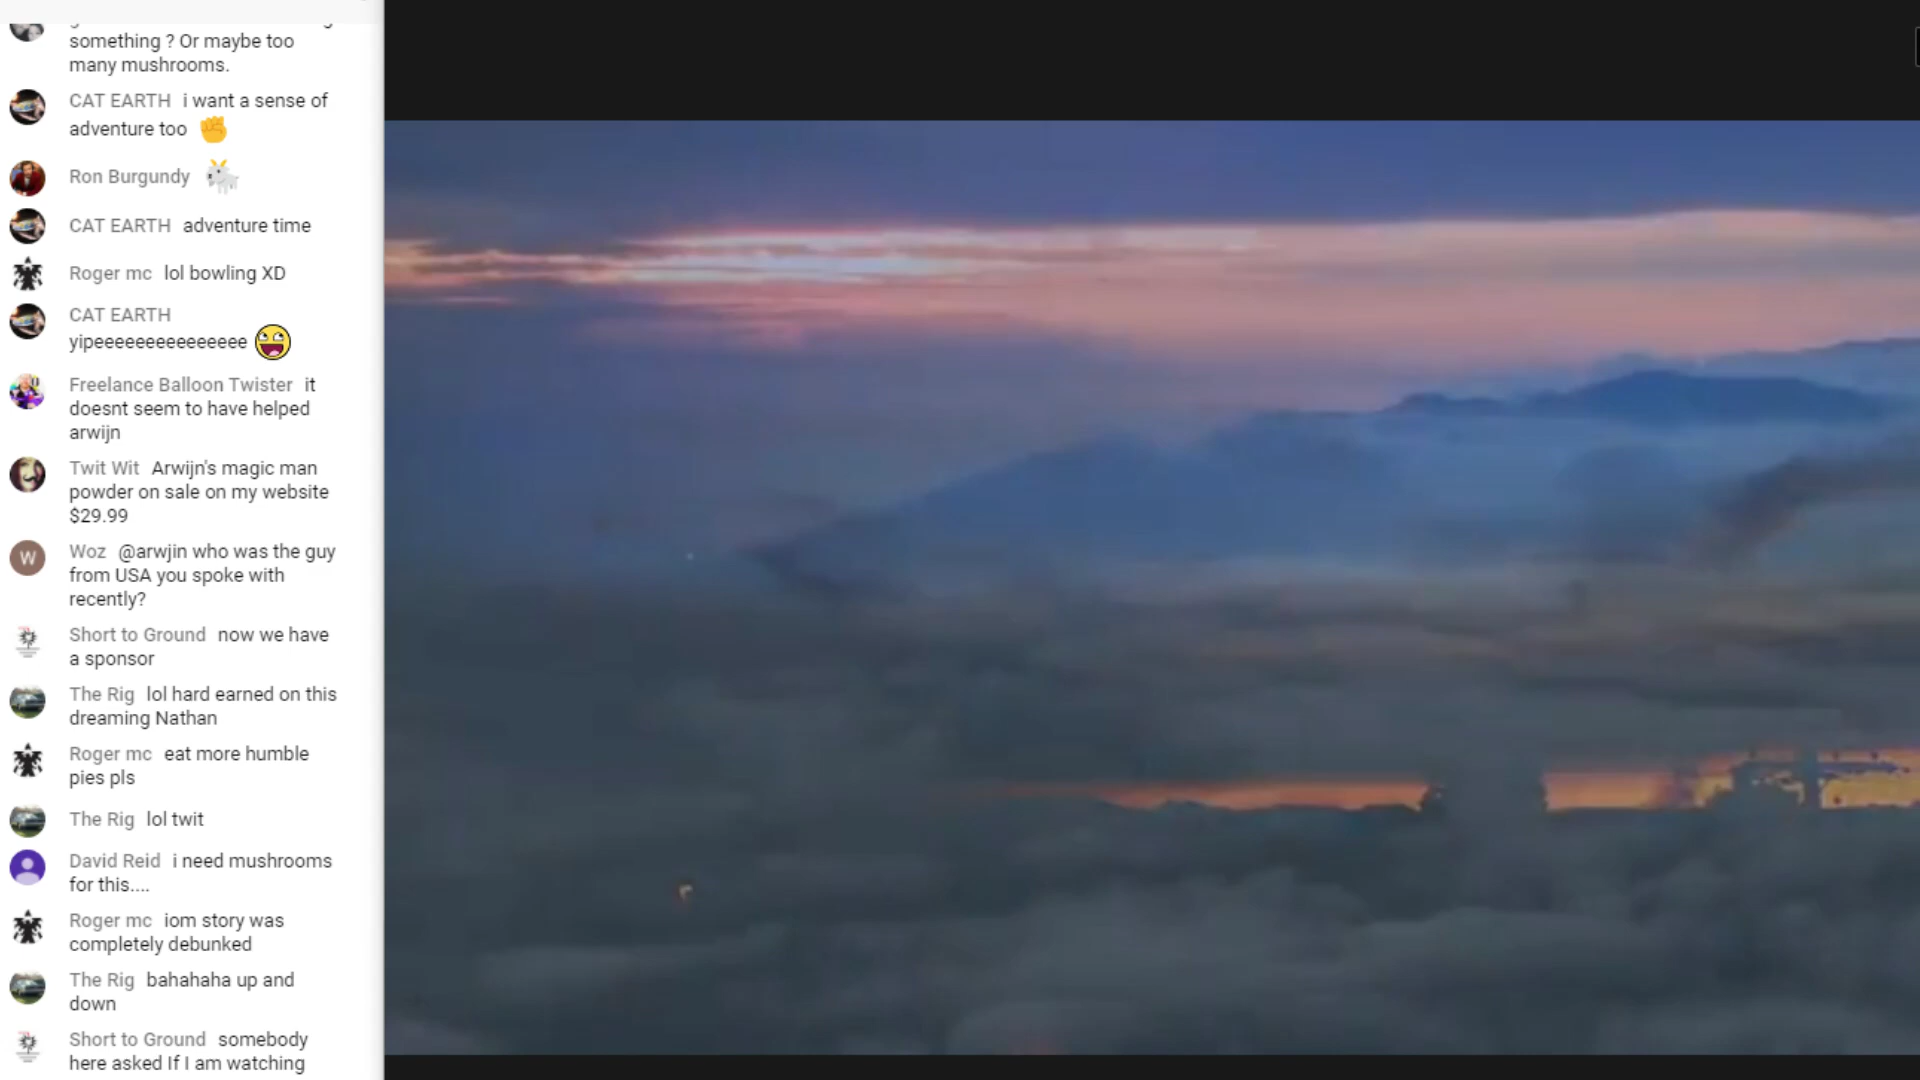 something ? Or maybe too
many mushrooms.
CAT EARTH i want a sense of
adventure too
Ron Burgundy
CAT EARTH adventure time
Roger mc lol bowling XD
CAT EARTH
yipeeeeeeeeeeeeeee
Freelance Balloon Twister it
doesnt seem to have helped
arwijn
Twit Wit Arwijn's magic man
powder on sale on my website
$29.99
W
Woz @arwjin who was the guy
from USA you spoke with
recently?
Short to Ground now we have
a sponsor
The Rig lol hard earned on this
dreaming Nathan
Roger mc eat more humble
pies pls
The Rig lol twit
David Reid i need mushrooms
for this....
Roger mc iom story was
completely debunked
The Rig bahahaha up and
down
Short to Ground somebody
here asked If I am watching